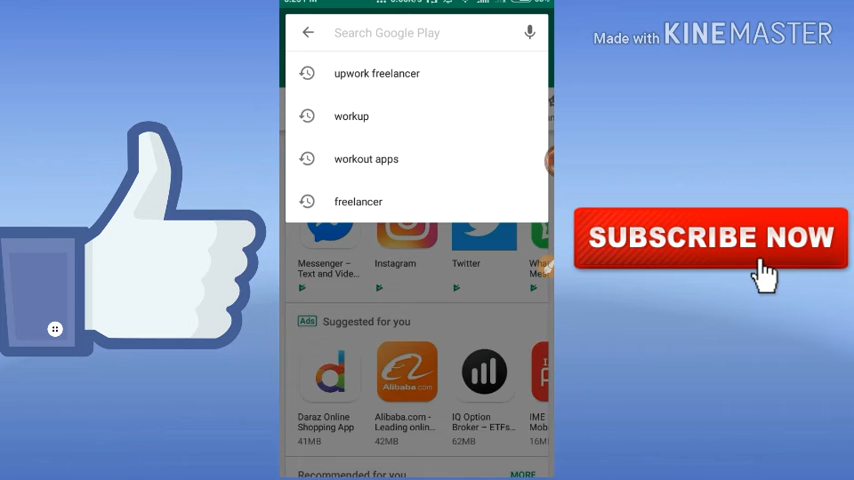 Made with KINEMASTER
Search Google Play
upwork freelancer
workup
workout apps
freelancer
Messenger – Text and Vide...
Instagram
Twitter
Ads Suggested for you
Alibaba.com
Daraz Online Shopping App
41MB
Alibaba.com - Leading onlin...
42MB
IQ Option Broker – ETFs...
62MB
IME Mob
16M
Recommended for you
MORE
SUBSCRIBE NOW